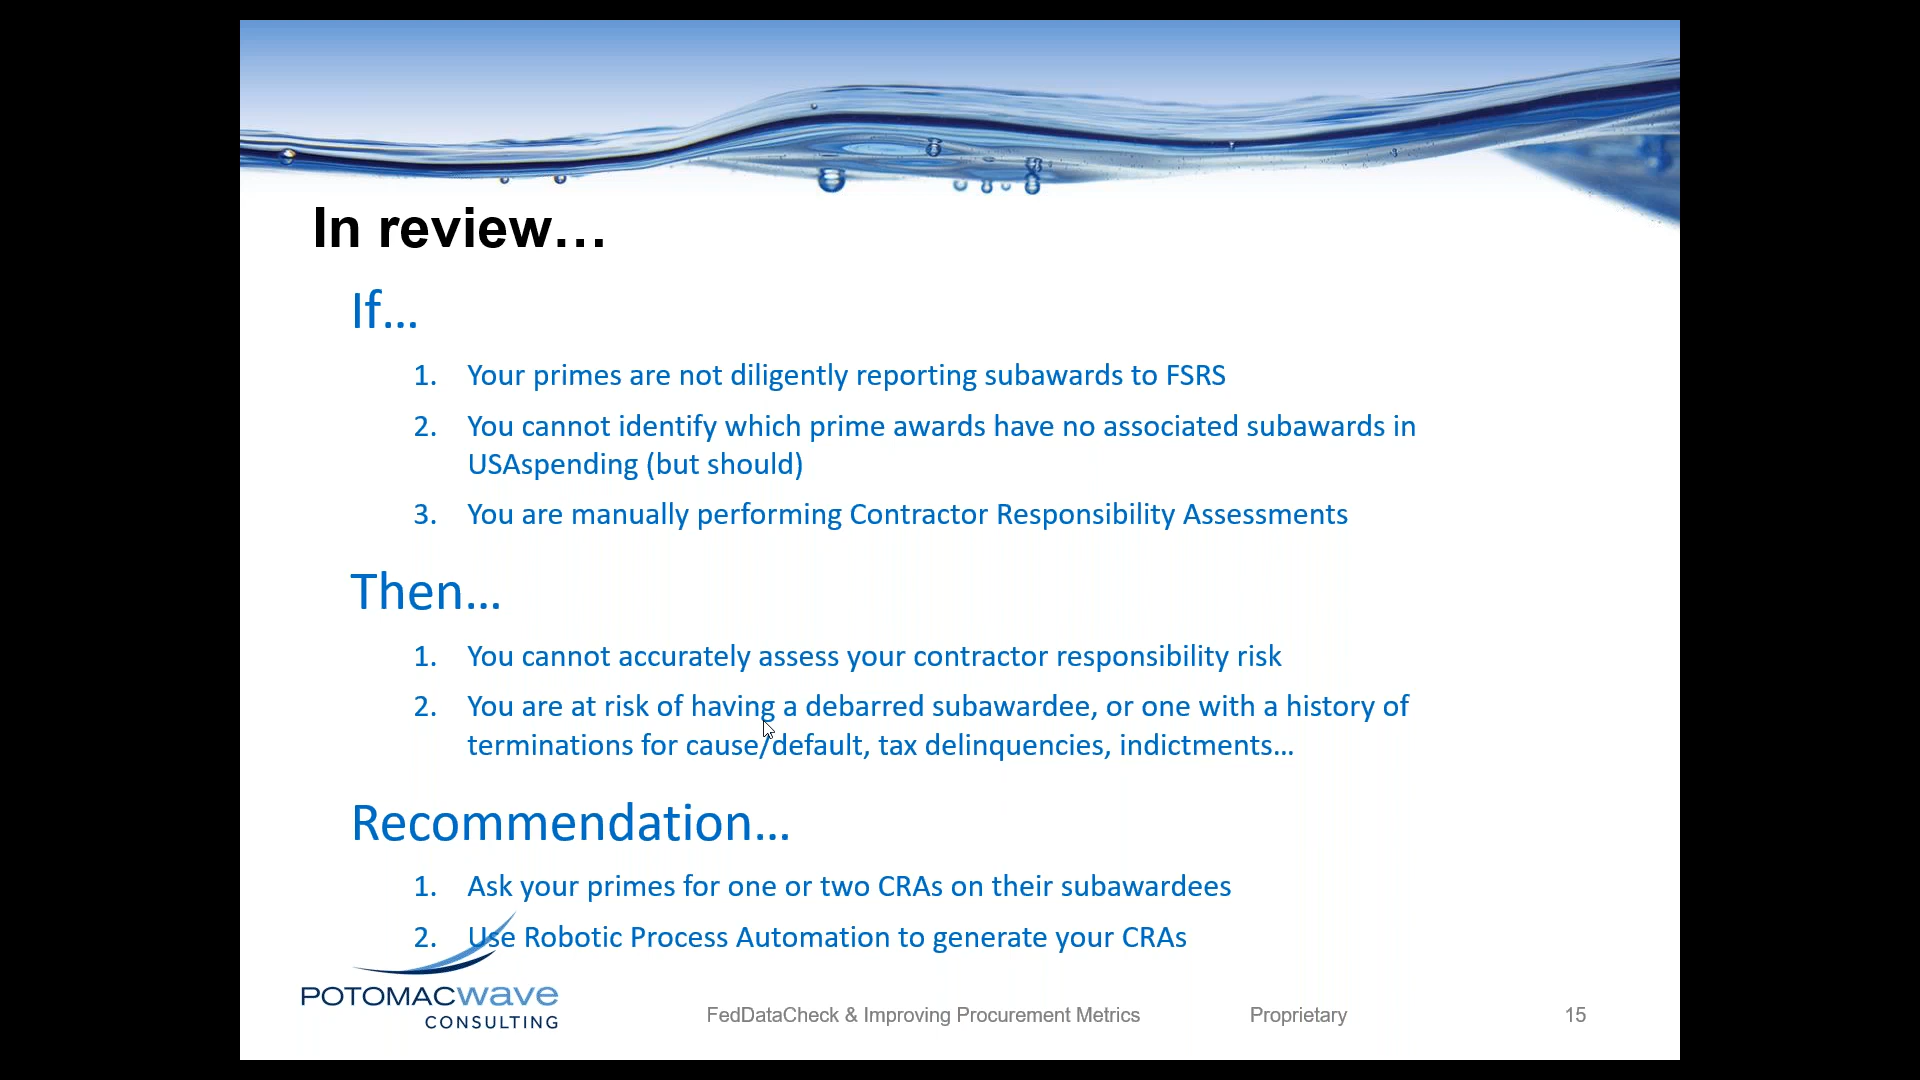 In review…
If…
1. Your primes are not diligently reporting subawards to FSRS
2. You cannot identify which prime awards have no associated subawards in
USAspending (but should)
3. You are manually performing Contractor Responsibility Assessments
Then…
1. You cannot accurately assess your contractor responsibility risk
2. You are at risk of having a debarred subawardee, or one with a history of
terminations for cause/default, tax delinquencies, indictments…
Recommendation…
1. Ask your primes for one or two CRAs on their subawardees
2. Use Robotic Process Automation to generate your CRAs
POTOMACWAVE
CONSULTING
FedDataCheck & Improving Procurement Metrics Proprietary 15